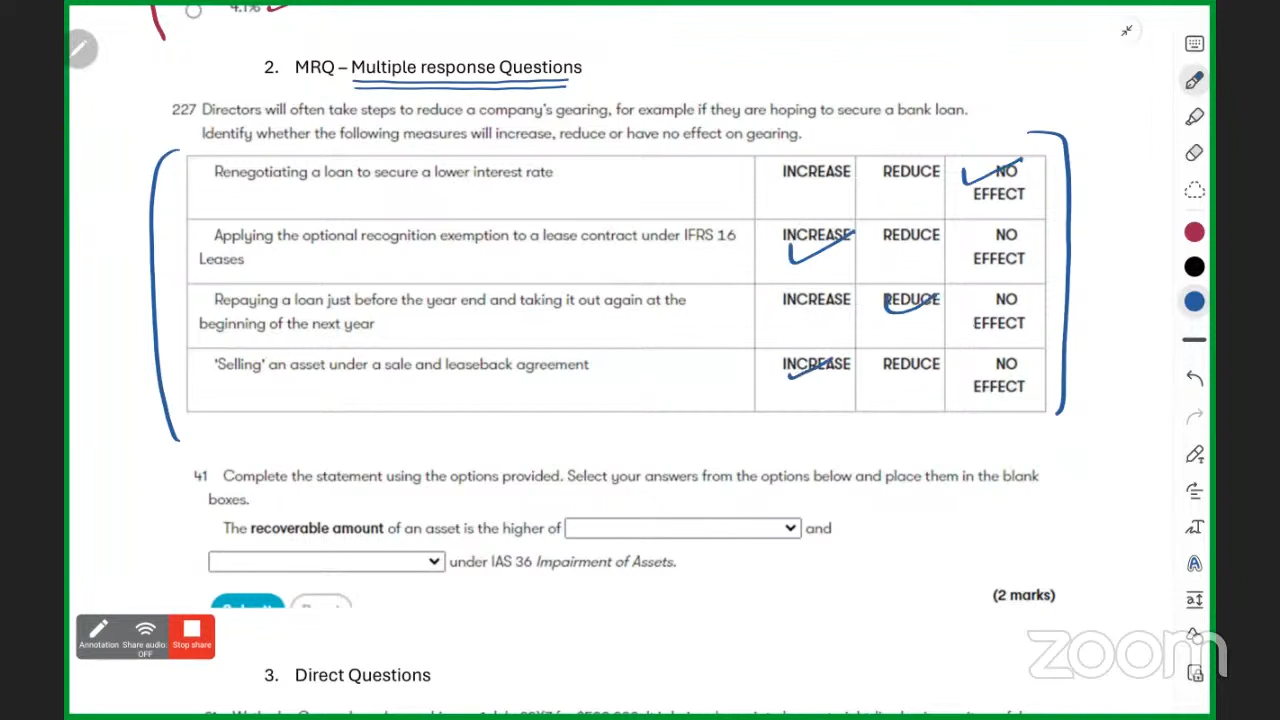 4.1%
2. MRQ – Multiple response Questions
227 Directors will often take steps to reduce a company's gearing, for example if they are hoping to secure a bank loan.
Identify whether the following measures will increase, reduce or have no effect on gearing.
Renegotiating a loan to secure a lower interest rate INCREASE REDUCE NO
EFFECT
Applying the optional recognition exemption to a lease contract under IFRS 16 INCREASE REDUCE NO
Leases EFFECT
Repaying a loan just before the year end and taking it out again at the INCREASE REDUCE NO
beginning of the next year EFFECT
'Selling' an asset under a sale and leaseback agreement INCREASE REDUCE NO
EFFECT
41 Complete the statement using the options provided. Select your answers from the options below and place them in the blank
boxes.
The recoverable amount of an asset is the higher of and
under IAS 36 Impairment of Assets.
(2 marks)
Annotation Share audio: Stop share
OFF
zoom
3. Direct Questions